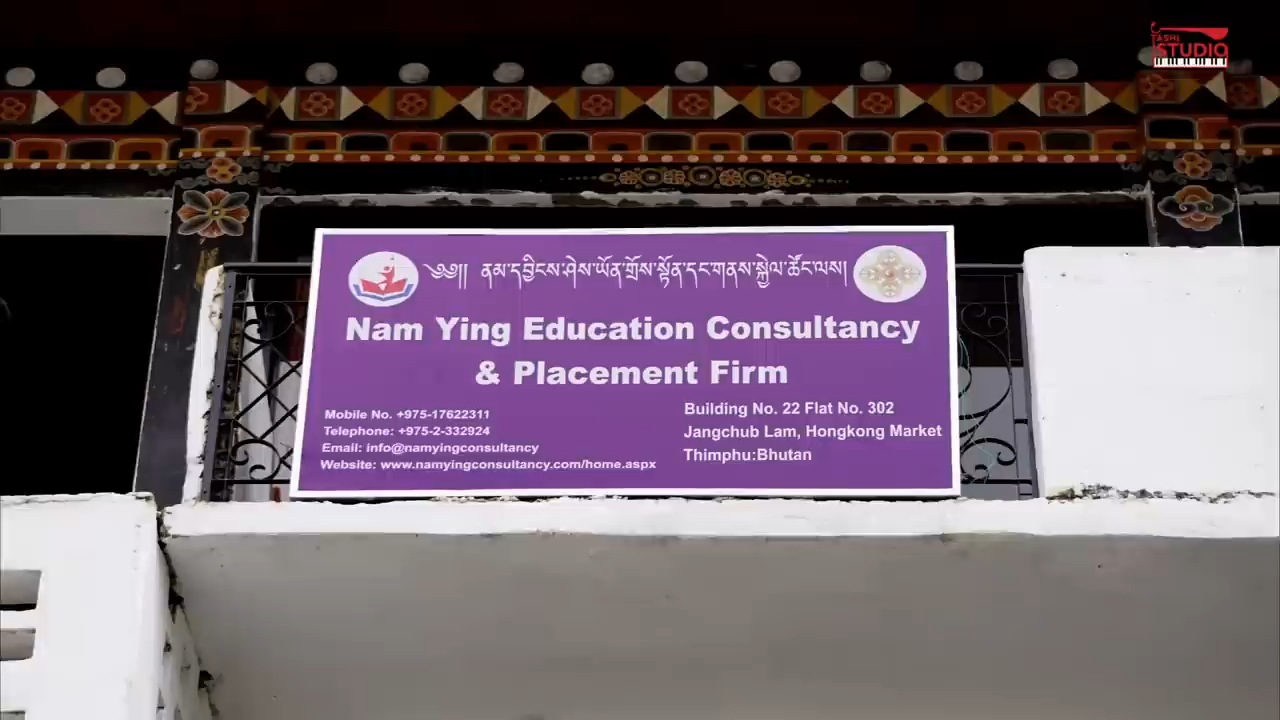 TASHI
STUDIO
༄༅།། ནམ་དབྱིངས་ཤེས་ཡོན་གྲོས་སྟོན་དང་གནས་སྐྱེལ་ཚོང་ལས།
Nam Ying Education Consultancy
& Placement Firm
Mobile No. +975-17622311
Telephone: +975-2-332924
Email: info@namyingconsultancy
Website: www.namyingconsultancy.com/home.aspx
Building No. 22 Flat No. 302
Jangchub Lam, Hongkong Market
Thimphu:Bhutan